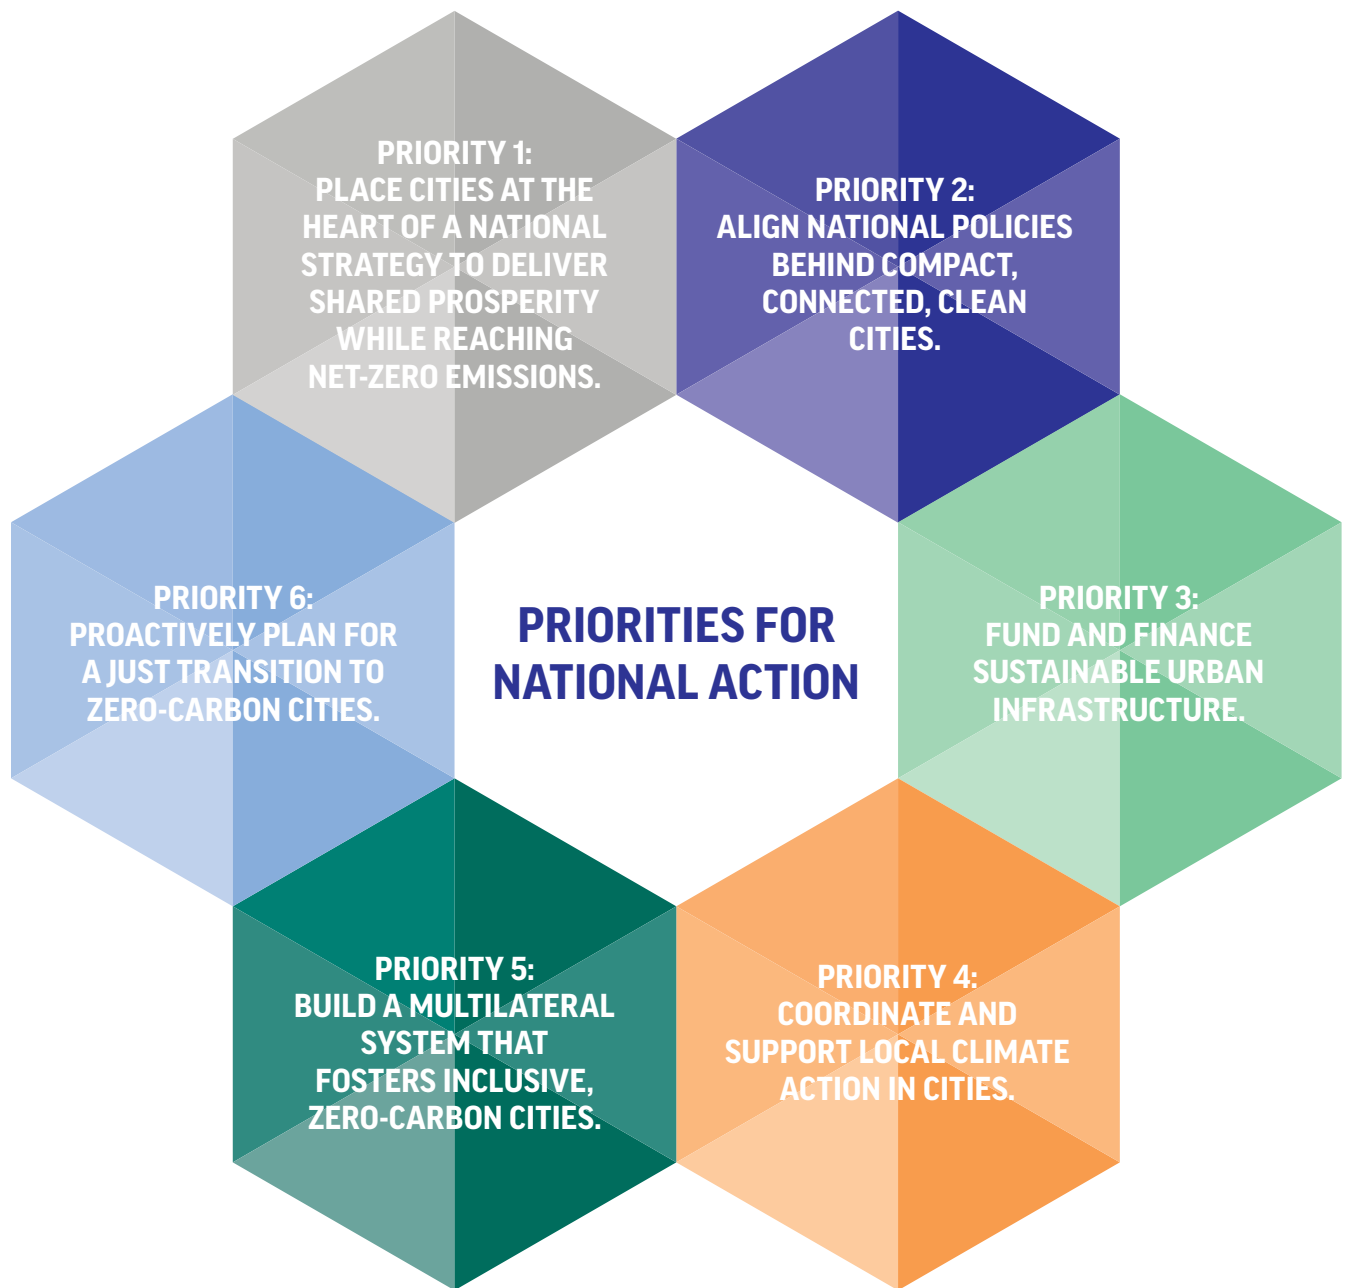 PRIORITY 1:
PLACE CITIES AT THE
HEART OF A NATIONAL
STRATEGY TO DELIVER
SHARED PROSPERITY
WHILE REACHING
NET-ZERO EMISSIONS.
PRIORITY 2:
ALIGN NATIONAL POLICIES
BEHIND COMPACT,
CONNECTED, CLEAN
CITIES.
PRIORITIES FOR
NATIONAL ACTION
PRIORITY 3:
FUND AND FINANCE
SUSTAINABLE URBAN
INFRASTRUCTURE.
PRIORITY 4:
COORDINATE AND
SUPPORT LOCAL CLIMATE
ACTION IN CITIES.
PRIORITY 5:
BUILD A MULTILATERAL
SYSTEM THAT
FOSTERS INCLUSIVE,
ZERO-CARBON CITIES.
PRIORITY 6:
PROACTIVELY PLAN FOR
A JUST TRANSITION TO
ZERO-CARBON CITIES.